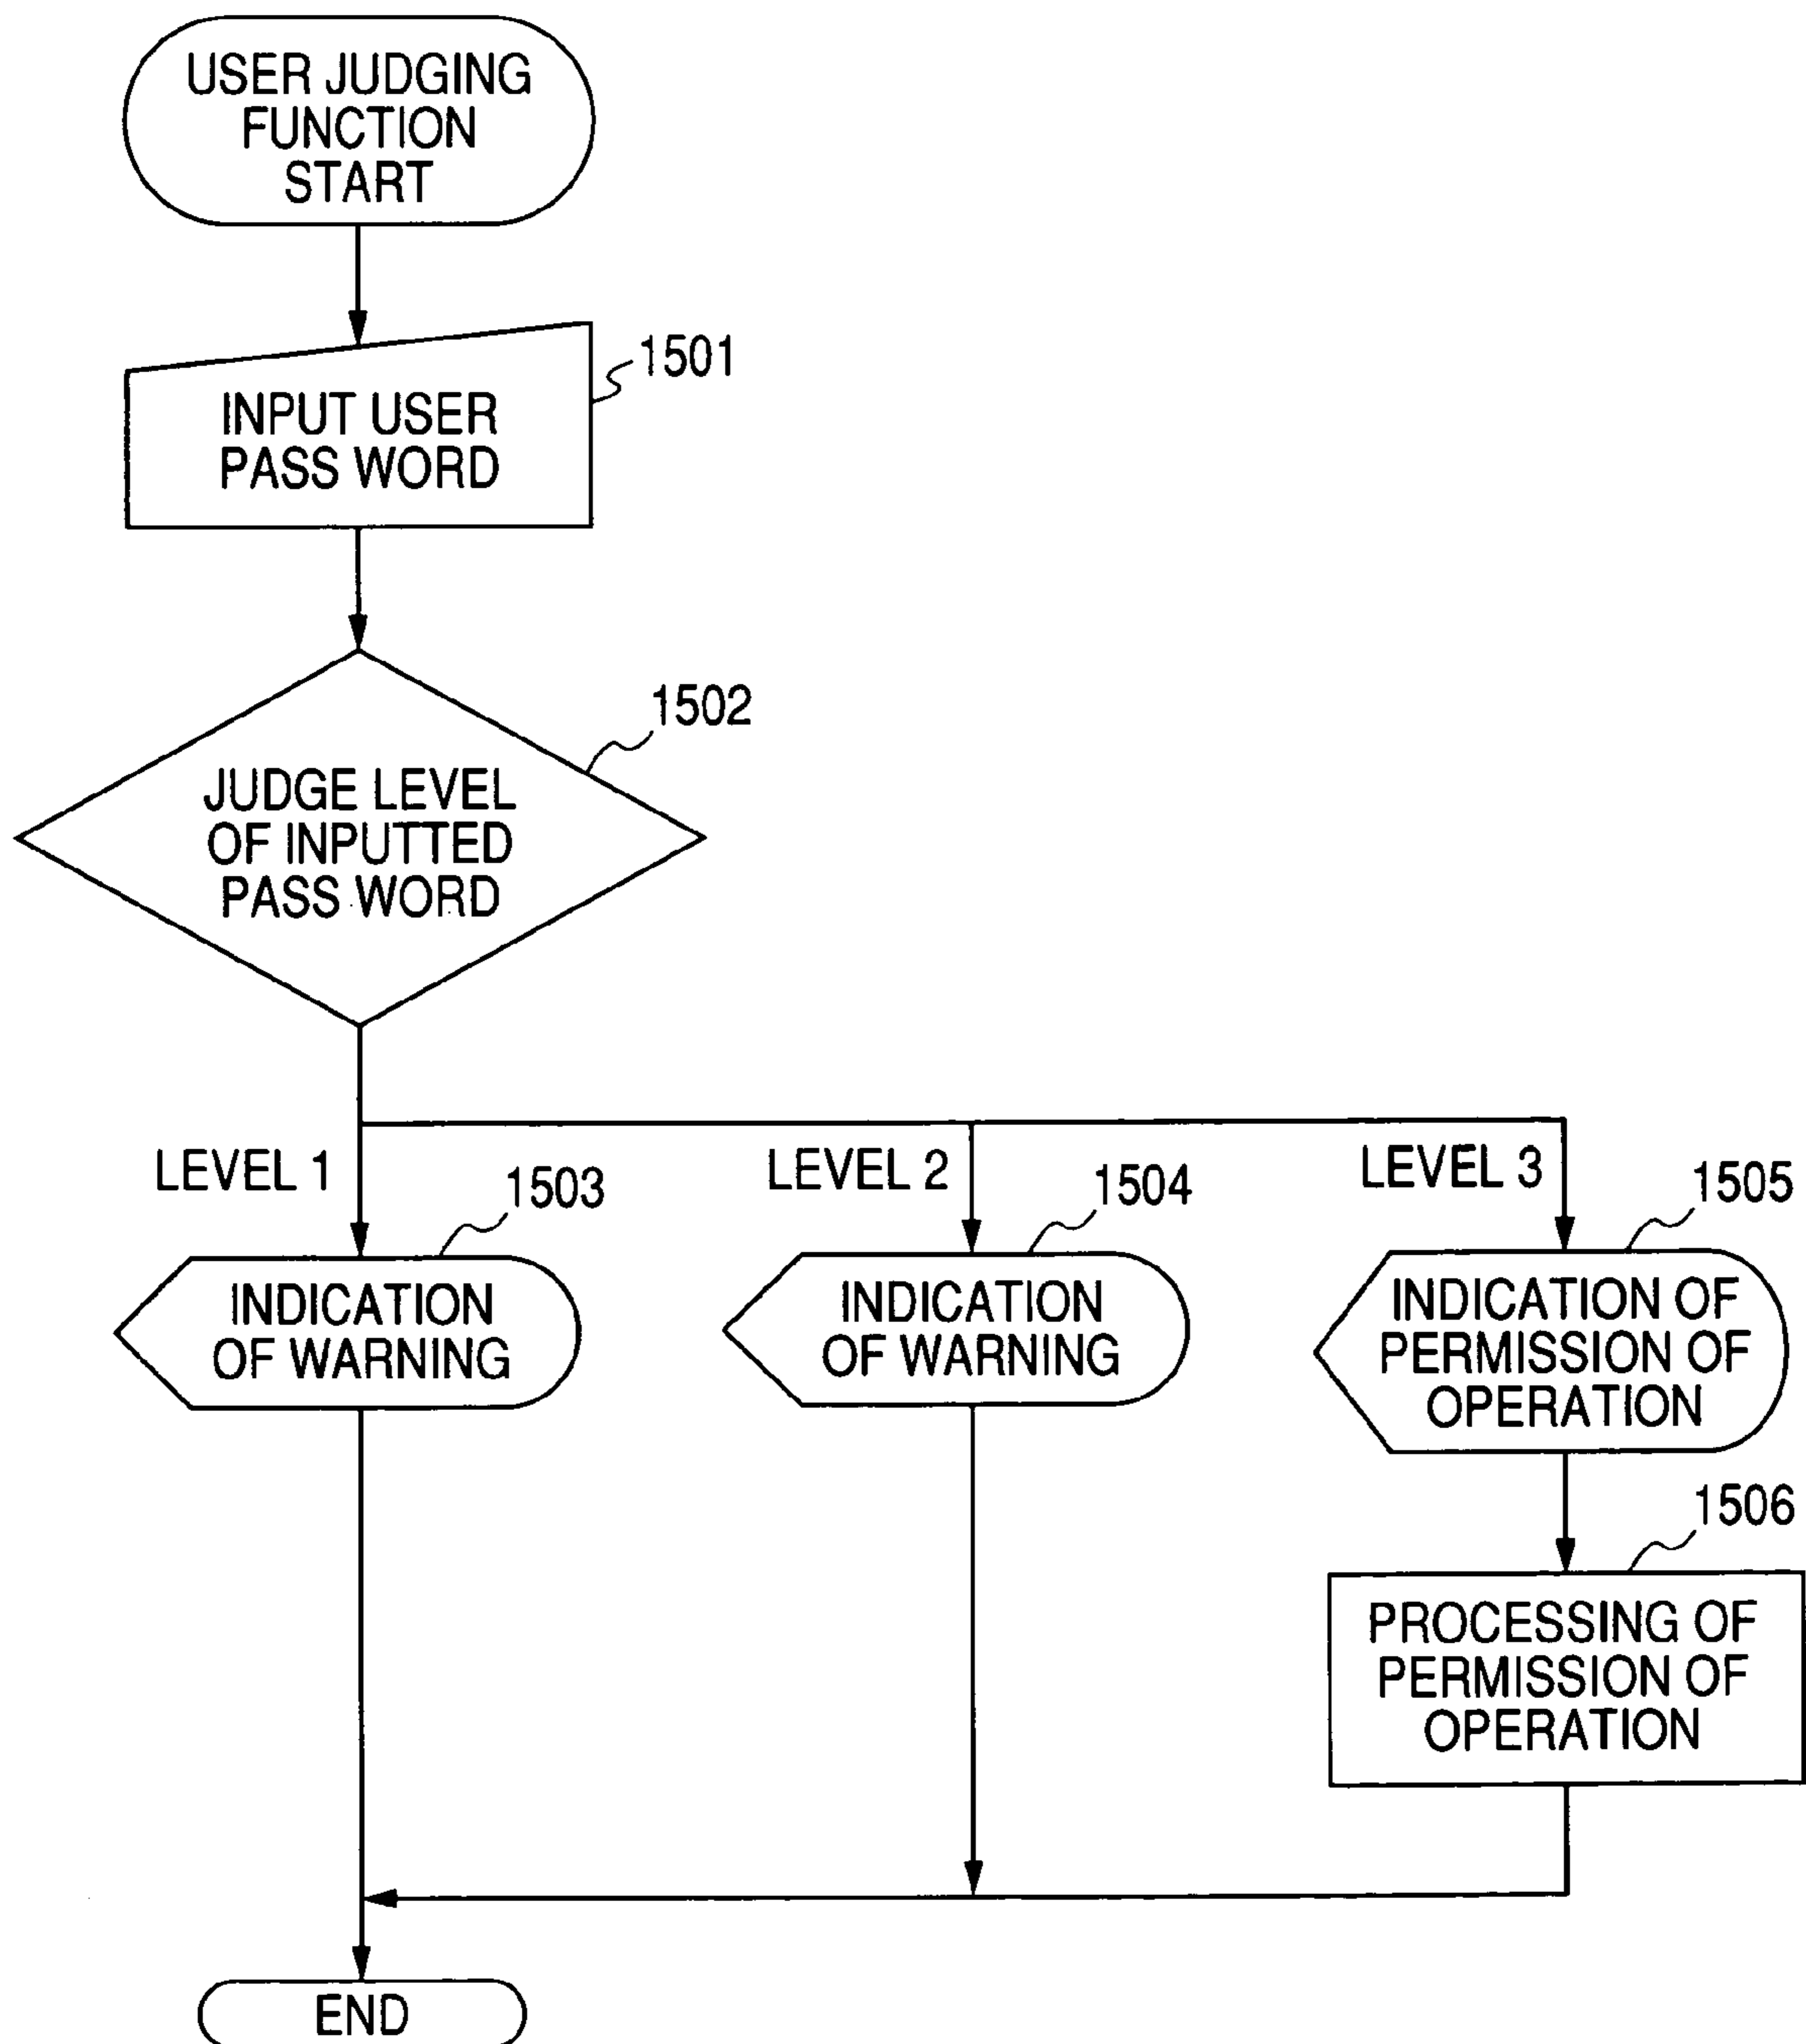 USER JUDGING
FUNCTION
START
1501
INPUT USER
PASS WORD
1502
JUDGE LEVEL
OF INPUTTED
PASS WORD
LEVEL 1
LEVEL 2
LEVEL 3
1503
1504
1505
INDICATION
OF WARNING
INDICATION
OF WARNING
INDICATION OF
PERMISSION OF
OPERATION
1506
PROCESSING OF
PERMISSION OF
OPERATION
END